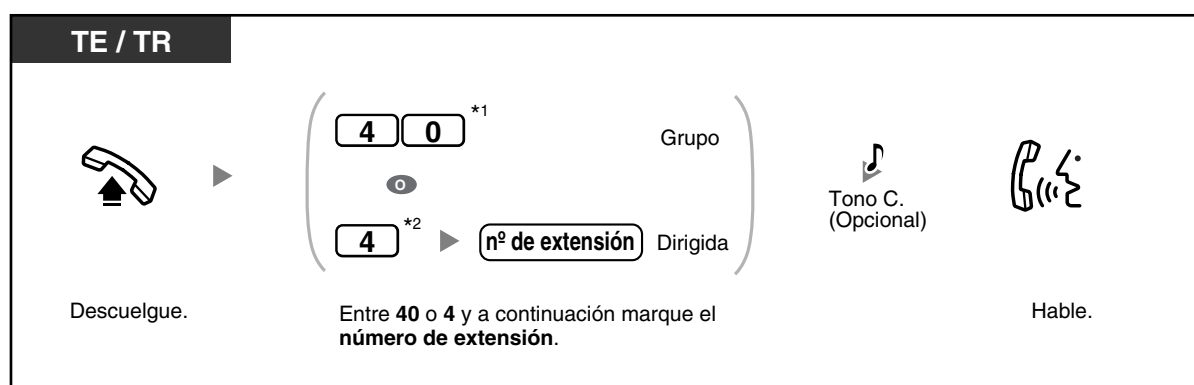 TE / TR
4 0 *1 Grupo
o
4 *2 nº de extensión Dirigida
Tono C.
(Opcional)
Descuelgue.
Entre 40 o 4 y a continuación marque el
número de extensión.
Hable.